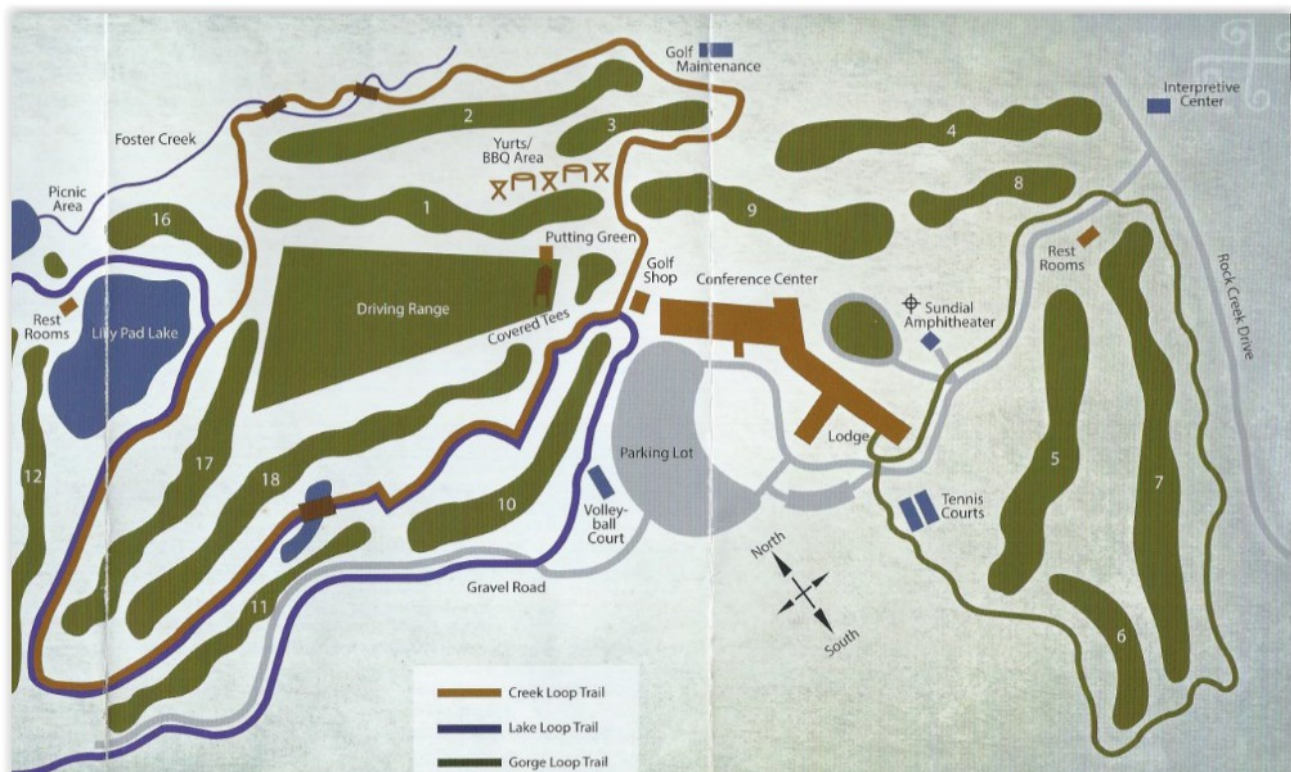 Golf
Maintenance
Interpretive
Center
2
3
4
Foster Creek
Yurts/
BBQ Area
8
Picnic
Area
16
1
9
Putting Green
Rest
Rooms
Golf
Shop
Conference Center
Driving Range
Covered Tees
Sundial
Amphitheater
Rock Creek Drive
Rest
Rooms
Lilly Pad Lake
12
17
18
10
Parking Lot
Lodge
5
7
Volley-
ball
Court
Tennis
Courts
North
South
Gravel Road
11
6
Creek Loop Trail
Lake Loop Trail
Gorge Loop Trail